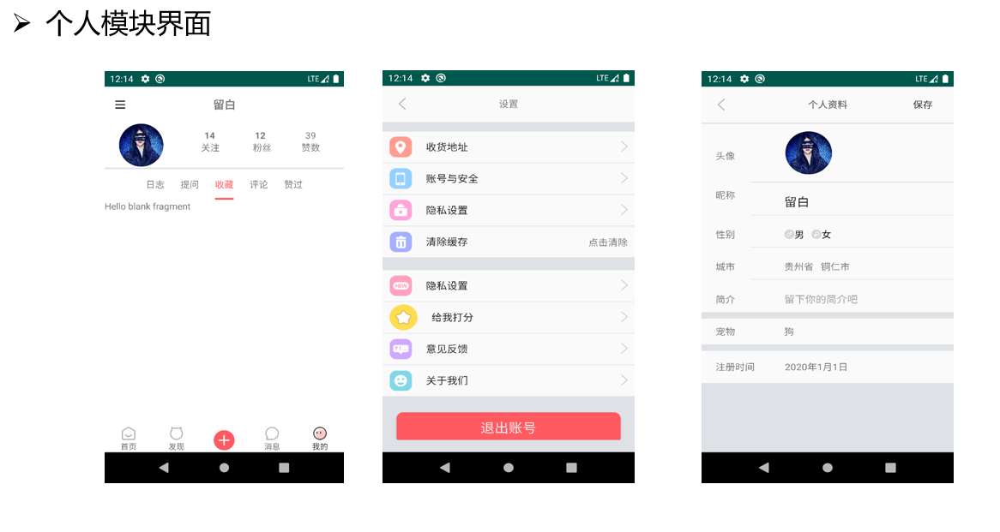 ➢ 个人模块界面
12:14 LTE
留白
14 12 39
关注 粉丝 赞数
日志 提问 收藏 评论 赞过
Hello blank fragment
首页 发现 消息 我的
12:14 LTE
设置
收货地址
账号与安全
隐私设置
清除缓存 点击清除
NEW 隐私设置
给我打分
意见反馈
关于我们
退出账号
12:14 LTE
个人资料 保存
头像
昵称 留白
性别 男 女
城市 贵州省 铜仁市
简介 留下你的简介吧
宠物 狗
注册时间 2020年1月1日